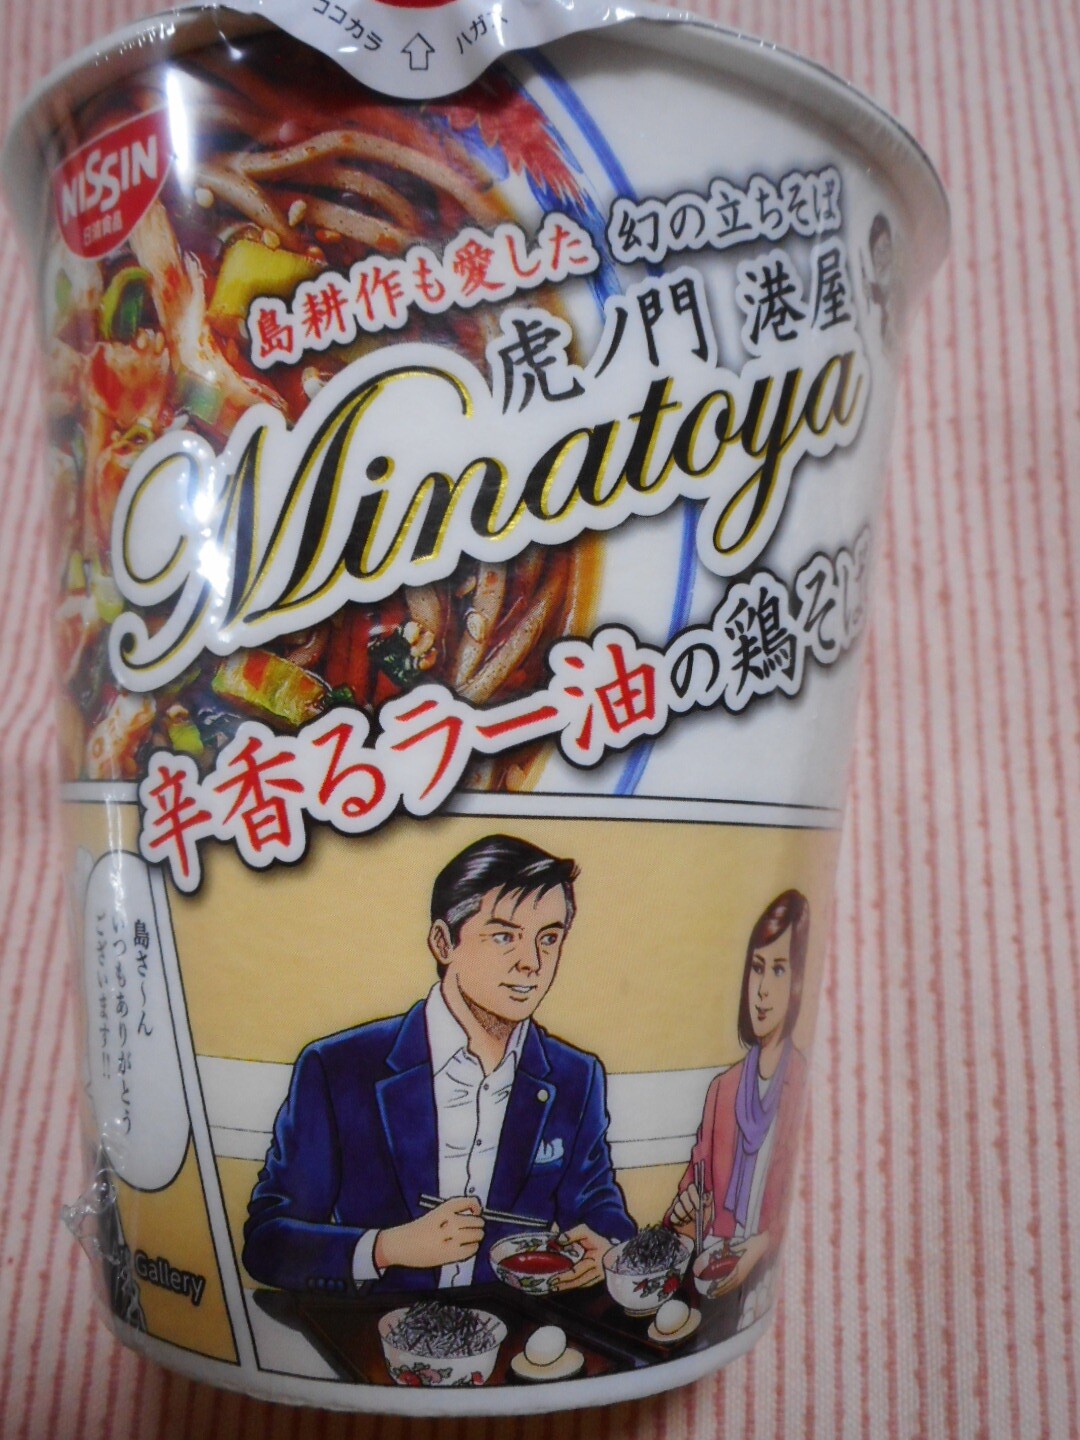 ココカラ ハガス
NISSIN
日清食品
島耕作も愛した 幻の立ちそば
虎ノ門 港屋
Minatoya
辛香るラー油の鶏そば
島さ〜ん
いつもありがとう
ございます!!
Gallery